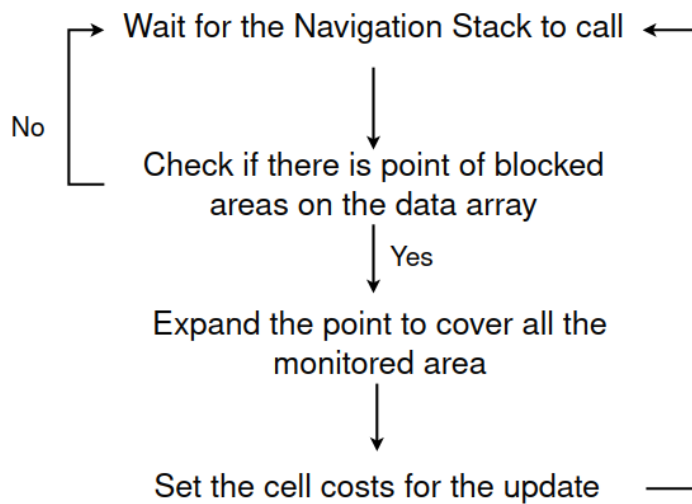 Wait for the Navigation Stack to call
No
Check if there is point of blocked
areas on the data array
Yes
Expand the point to cover all the
monitored area
Set the cell costs for the update